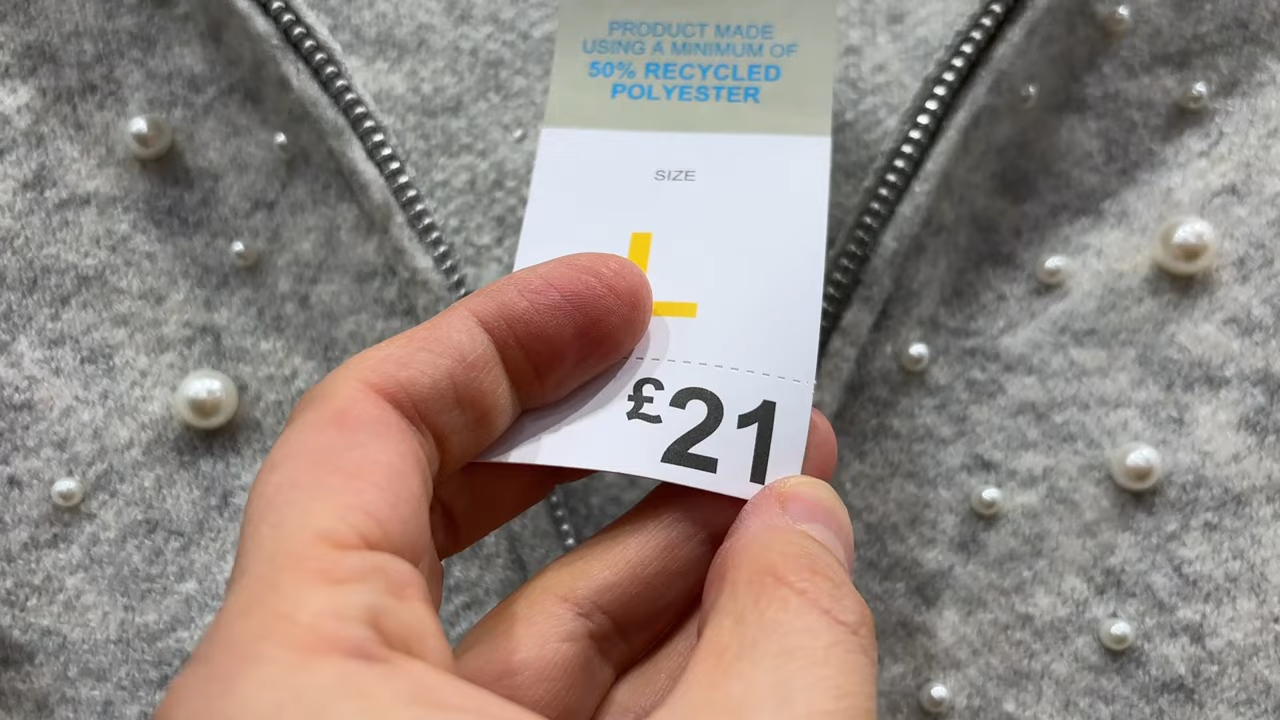 PRODUCT MADE
USING A MINIMUM OF
50% RECYCLED
POLYESTER
SIZE
L
£21